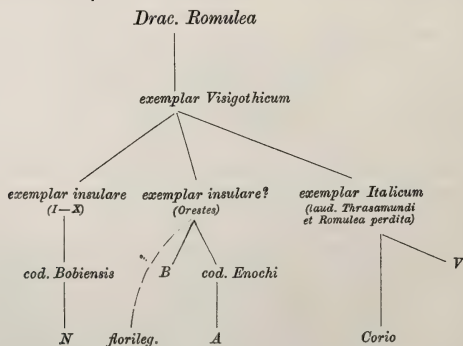 Drac. Romulea
exemplar Visigothicum
exemplar insulare exemplar insulare? exemplar Italicum
(I—X) (Orestes) (laud. Thrasamundi
et Romulea perdita)
?
cod. Bobiensis B cod. Enochi V
N florileg. A Corio